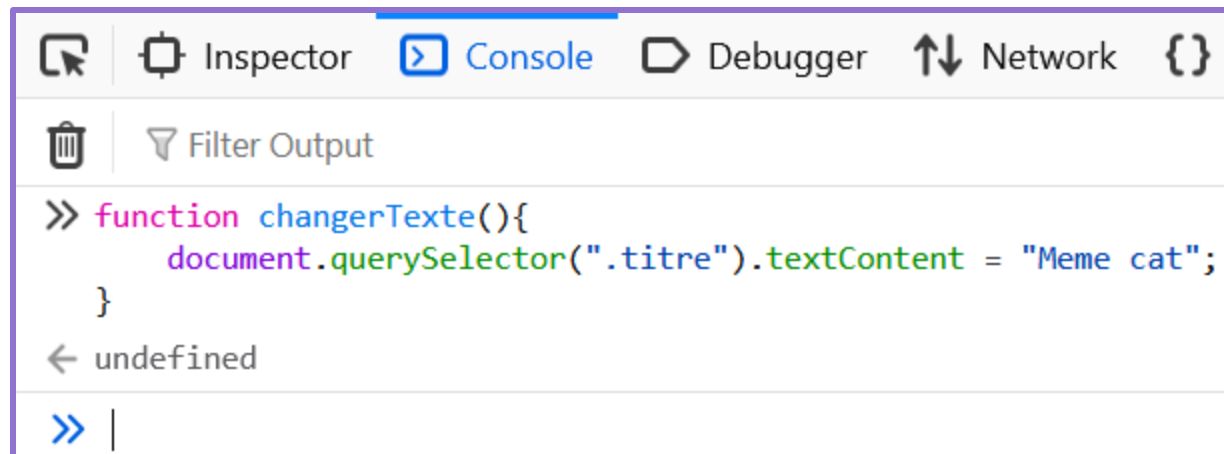 Inspector Console Debugger Network {}
Filter Output
>> function changerTexte(){
    document.querySelector(".titre").textContent = "Meme cat";
}
← undefined
>>